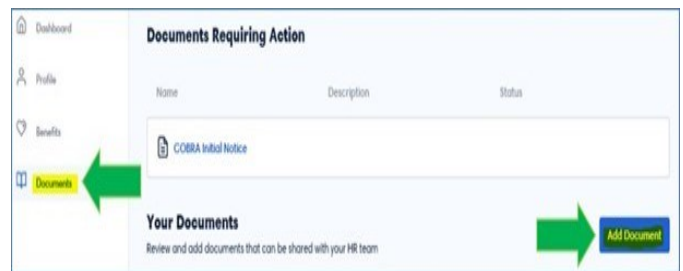 Dashboard
Profile
Benefits
Documents
Documents Requiring Action
Name Description Status
COBRA Initial Notice
Your Documents
Review and add documents that can be shared with your HR team
Add Document